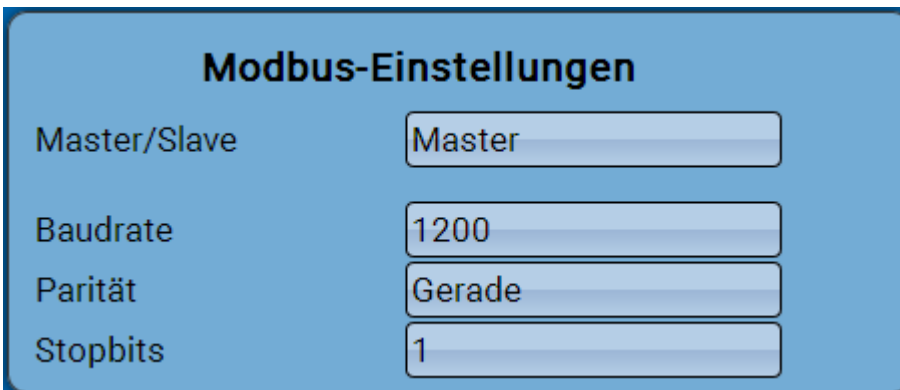 Modbus-Einstellungen
Master/Slave Master
Baudrate 1200
Parität Gerade
Stopbits 1